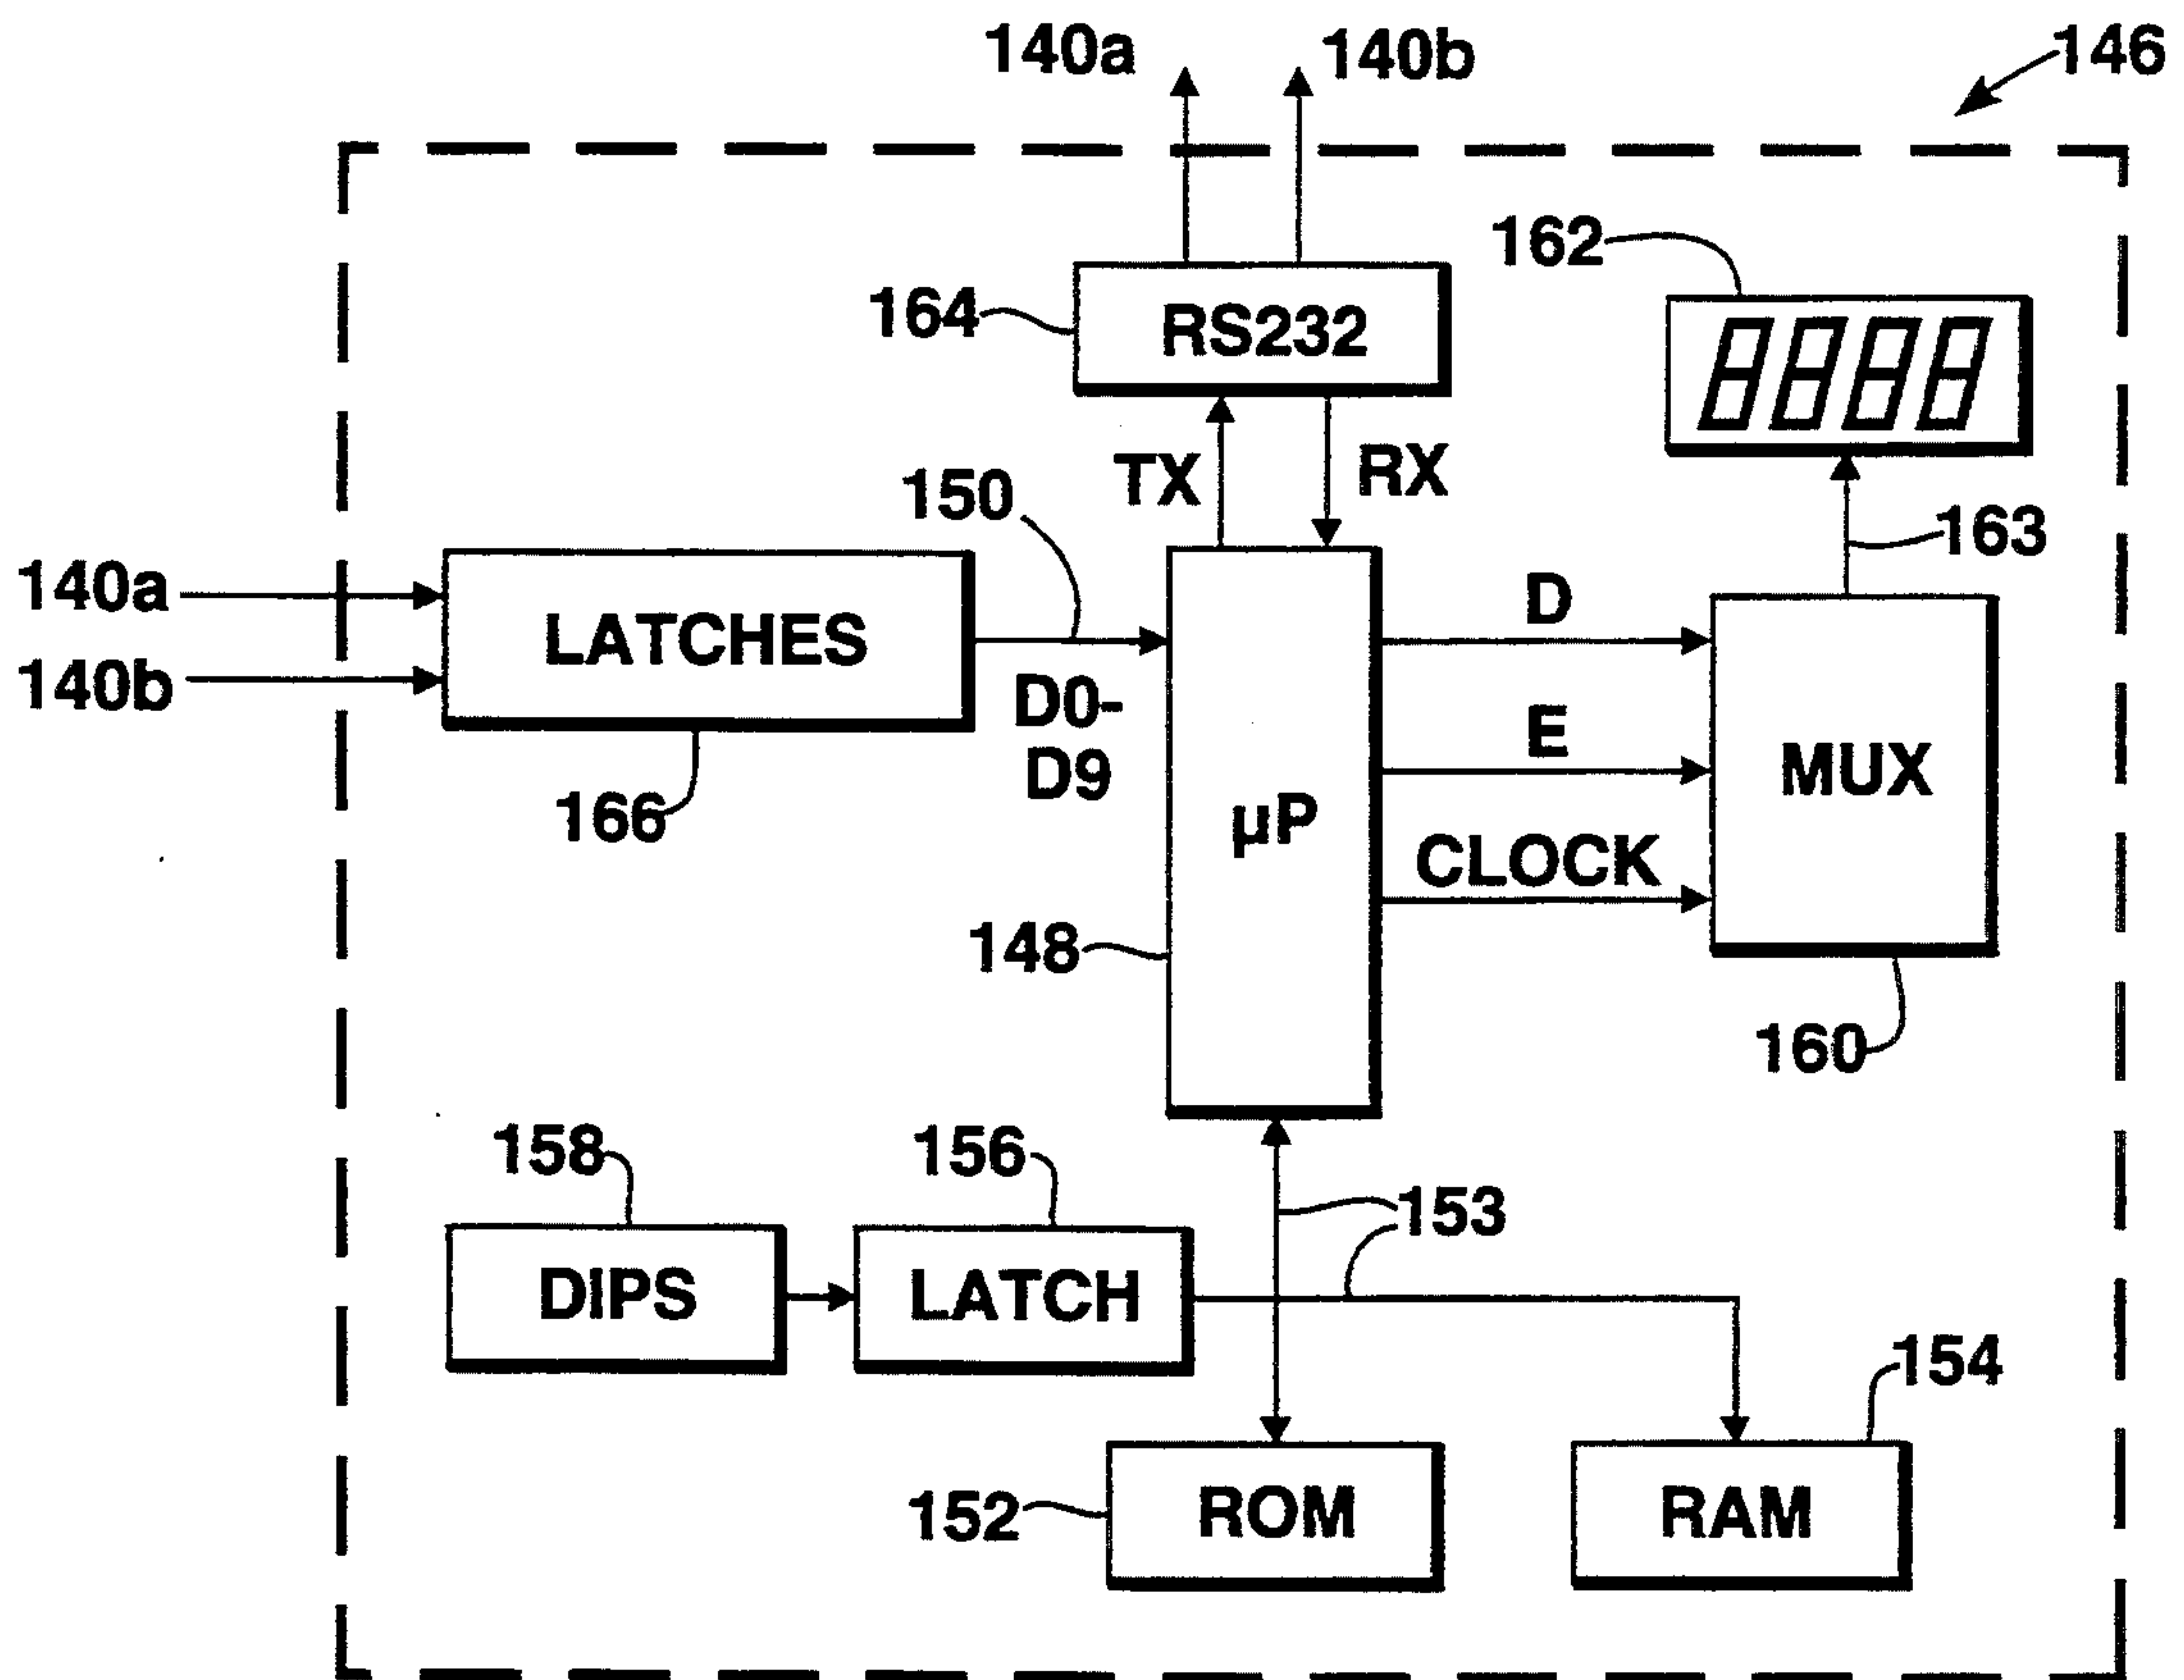 140a
140b
146
162
164
RS232
8888
TX
RX
150
163
140a
LATCHES
D
140b
D0-
D9
E
MUX
166
µP
CLOCK
148
160
158
156
153
DIPS
LATCH
154
152
ROM
RAM